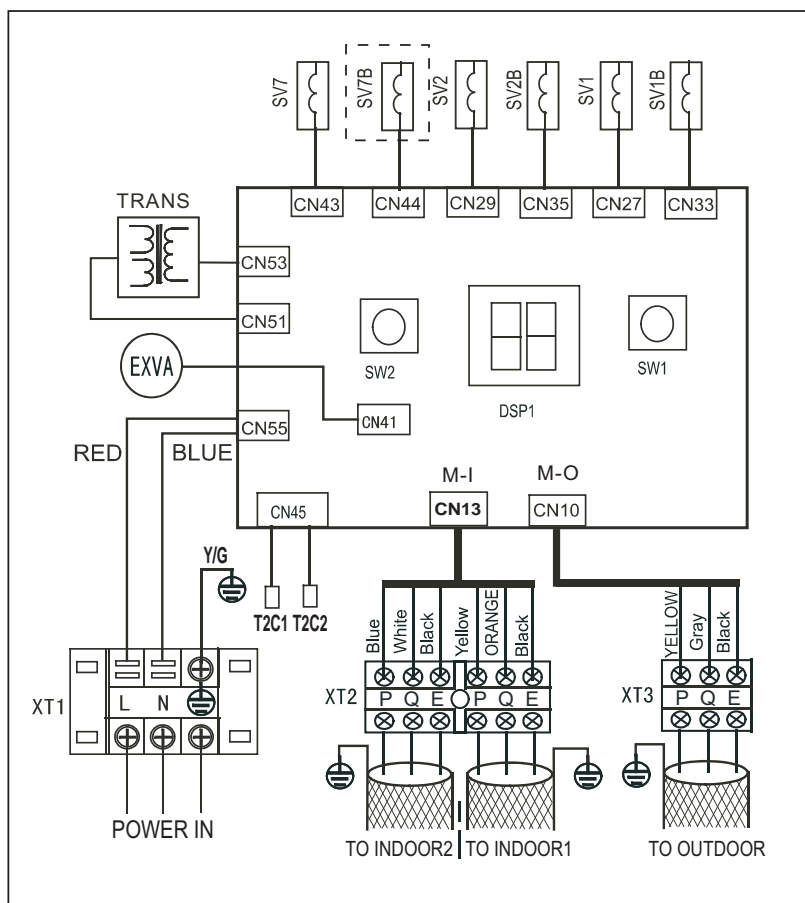 SV7 SV7B SV2 SV2B SV1 SV1B
CN43 CN44 CN29 CN35 CN27 CN33
TRANS
CN53
CN51
EXVA
SW2
DSP1
SW1
CN41
CN55
RED BLUE
M-I M-O
CN45 CN13 CN10
Y/G
T2C1 T2C2
Blue White Black Yellow ORANGE Black
YELLOW Gray Black
XT1
L N
XT2 P Q E P Q E
XT3 P Q E
POWER IN
TO INDOOR2 TO INDOOR1
TO OUTDOOR